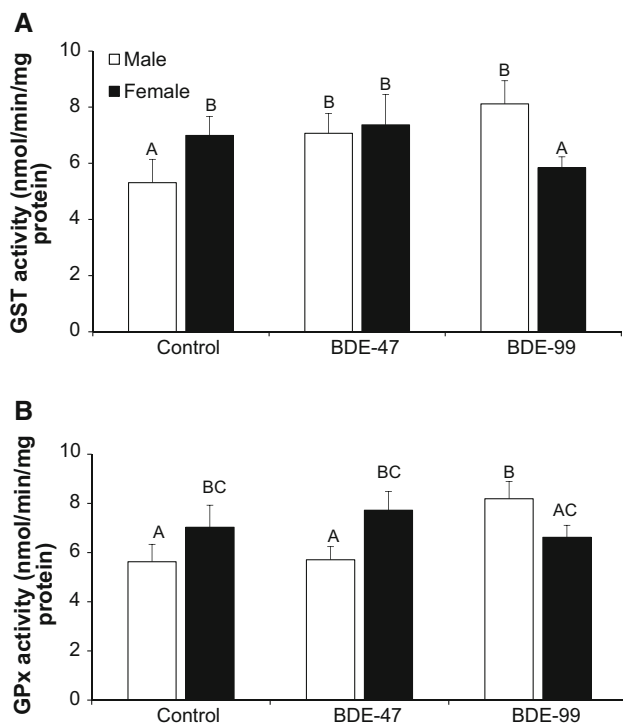 A
GST activity (nmol/min/mg
protein)
10
8
6
4
2
0
Male
Female
A
B
B
B
B
A
Control
BDE-47
BDE-99
B
GPx activity (nmol/min/mg
protein)
10
8
6
4
2
0
A
BC
A
BC
B
AC
Control
BDE-47
BDE-99